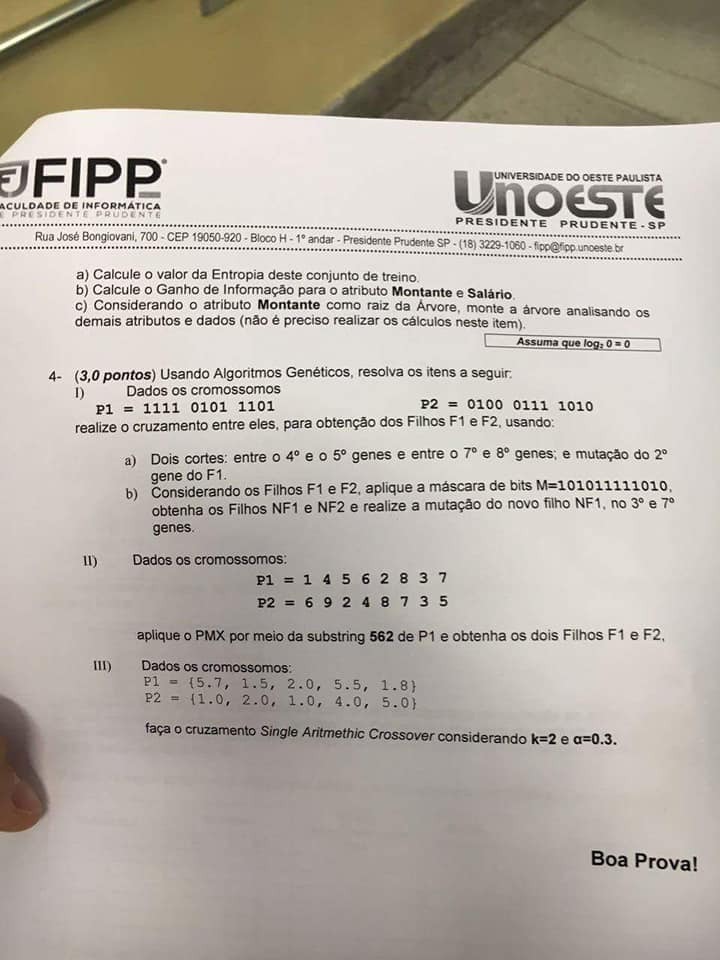 FIPP
ACULDADE DE INFORMÁTICA
E PRESIDENTE PRUDENTE
UNIVERSIDADE DO OESTE PAULISTA
UNOESTE
PRESIDENTE PRUDENTE - SP
Rua José Bongiovani, 700 - CEP 19050-920 - Bloco H - 1º andar - Presidente Prudente SP - (18) 3229-1060 - fipp@fipp.unoeste.br
a) Calcule o valor da Entropia deste conjunto de treino.
b) Calcule o Ganho de Informação para o atributo Montante e Salário.
c) Considerando o atributo Montante como raiz da Árvore, monte a árvore analisando os
demais atributos e dados (não é preciso realizar os cálculos neste item).
Assuma que log₂ 0 = 0
4- (3,0 pontos) Usando Algoritmos Genéticos, resolva os itens a seguir:
I) Dados os cromossomos
P1 = 1111 0101 1101 P2 = 0100 0111 1010
realize o cruzamento entre eles, para obtenção dos Filhos F1 e F2, usando:
a) Dois cortes: entre o 4º e o 5º genes e entre o 7º e 8º genes; e mutação do 2º
gene do F1.
b) Considerando os Filhos F1 e F2, aplique a máscara de bits M=101011111010,
obtenha os Filhos NF1 e NF2 e realize a mutação do novo filho NF1, no 3º e 7º
genes.
II) Dados os cromossomos:
P1 = 1 4 5 6 2 8 3 7
P2 = 6 9 2 4 8 7 3 5
aplique o PMX por meio da substring 562 de P1 e obtenha os dois Filhos F1 e F2,
III) Dados os cromossomos:
P1 = {5.7, 1.5, 2.0, 5.5, 1.8}
P2 = {1.0, 2.0, 1.0, 4.0, 5.0}
faça o cruzamento Single Aritmethic Crossover considerando k=2 e α=0.3.
Boa Prova!